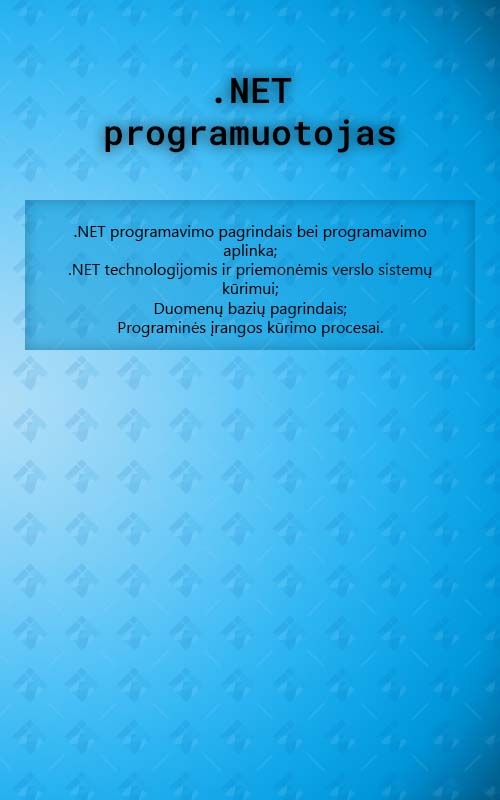 .NET
programuotojas
.NET programavimo pagrindais bei programavimo
aplinka;
.NET technologijomis ir priemonėmis verslo sistemų
kūrimui;
Duomenų bazių pagrindais;
Programinės įrangos kūrimo procesai.